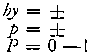 by = ±
p = ±
P = 0 – 1